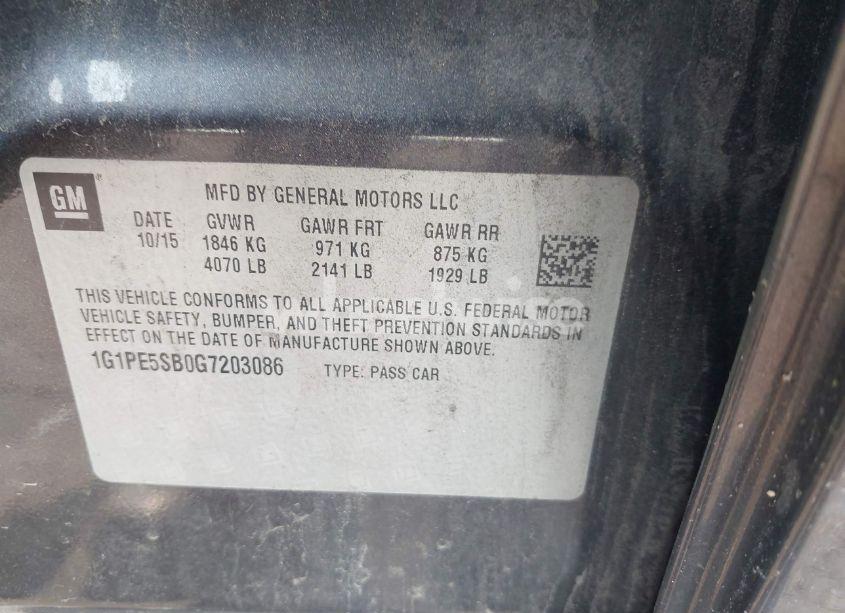 GM
MFD BY GENERAL MOTORS LLC
DATE GVWR GAWR FRT GAWR RR
10/15 1846 KG 971 KG 875 KG
4070 LB 2141 LB 1929 LB
THIS VEHICLE CONFORMS TO ALL APPLICABLE U.S. FEDERAL MOTOR
VEHICLE SAFETY, BUMPER, AND THEFT PREVENTION STANDARDS IN
EFFECT ON THE DATE OF MANUFACTURE SHOWN ABOVE.
1G1PE5SB0G7203086 TYPE: PASS CAR